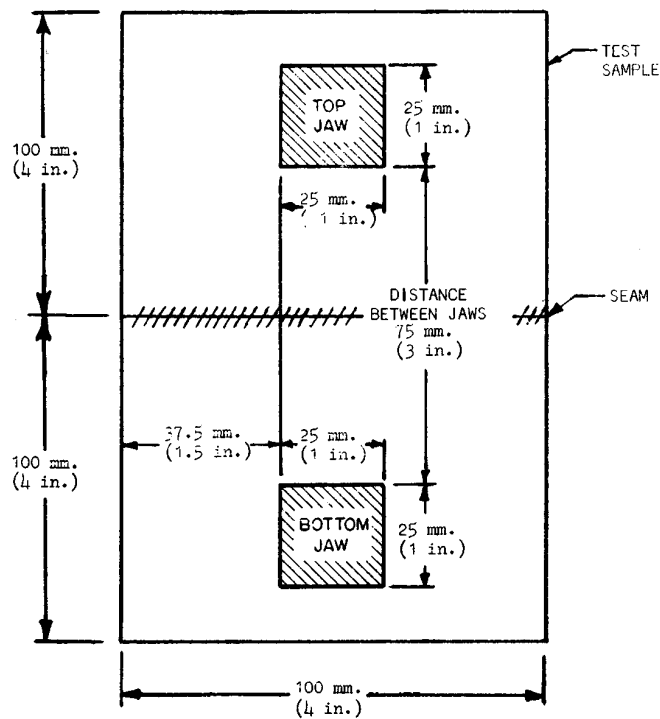 TEST
SAMPLE
TOP
JAW
25 mm.
(1 in.)
100 mm.
(4 in.)
25 mm.
( 1 in.)
DISTANCE
BETWEEN JAWS
75 mm.
(3 in.)
SEAM
37.5 mm.
(1.5 in.)
25 mm.
(1 in.)
100 mm.
(4 in.)
BOTTOM
JAW
25 mm.
(1 in.)
100 mm.
(4 in.)